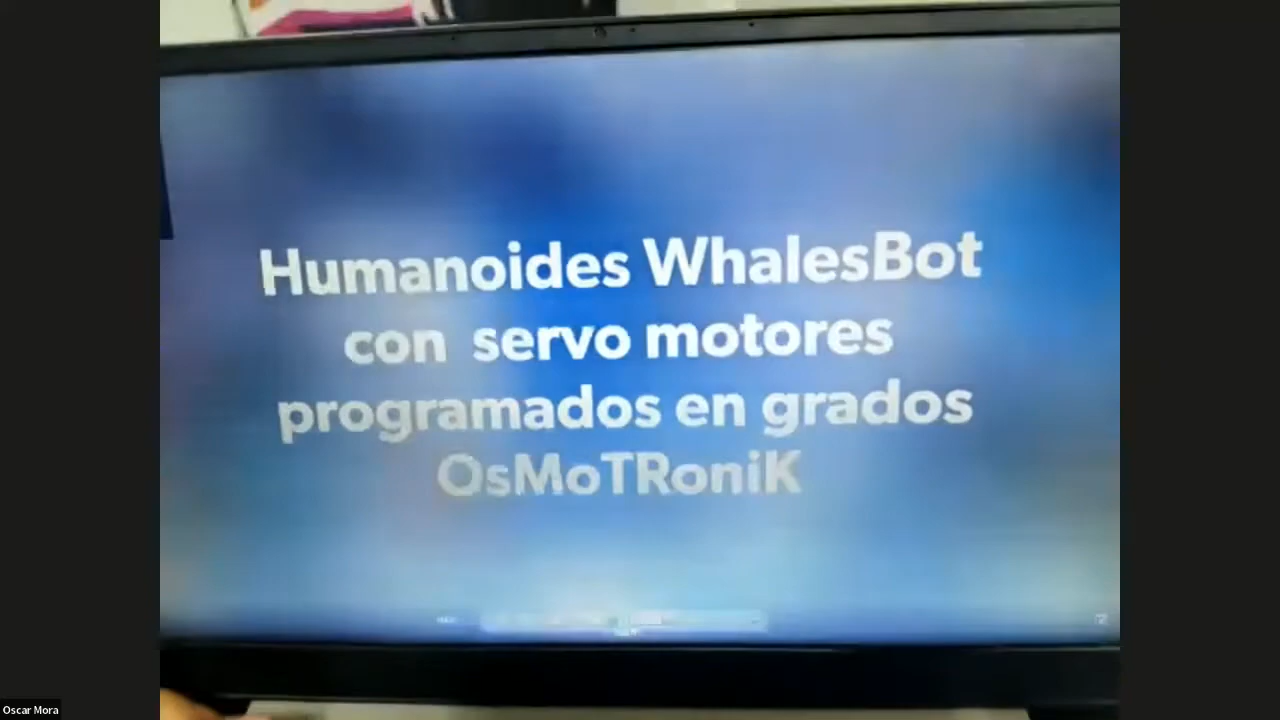 Humanoides WhalesBot
con servo motores
programados en grados
OsMoTRoniK
Oscar Mora